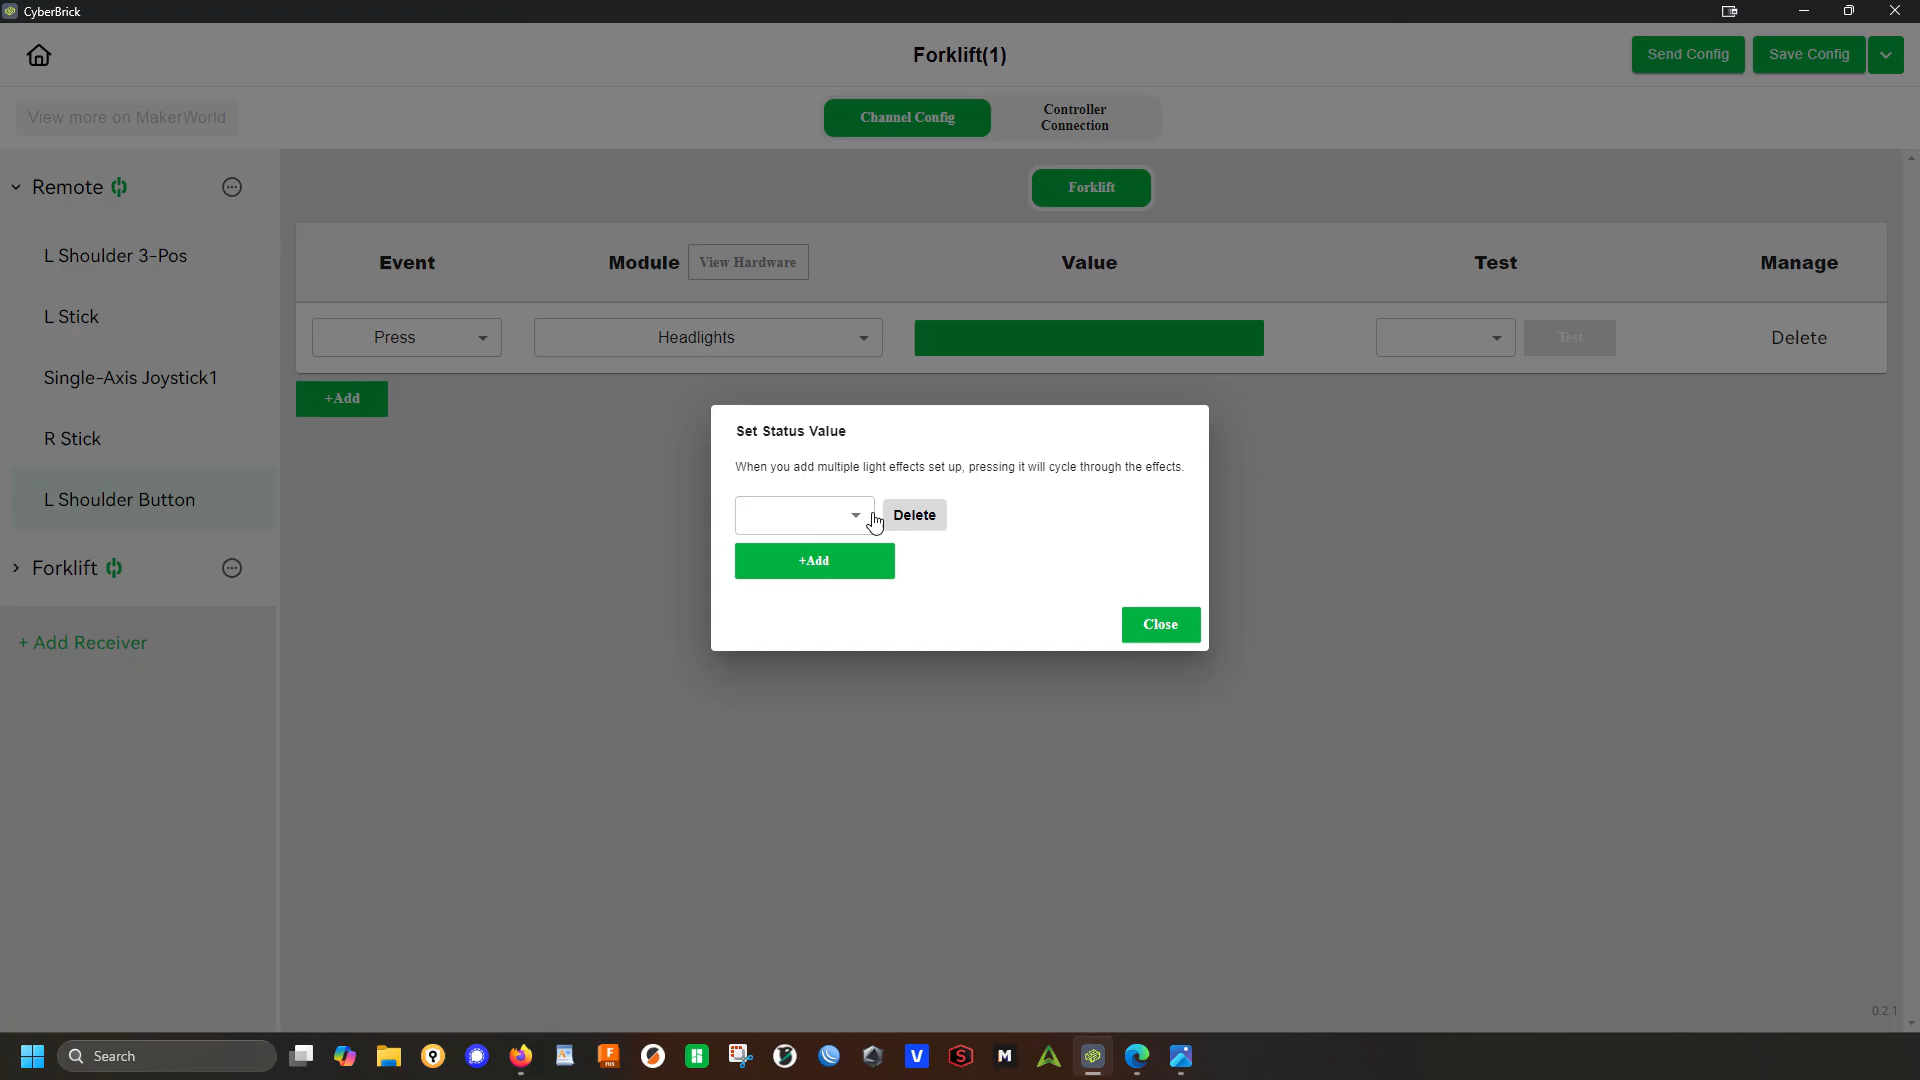 CyberBrick
Forklift(1)
Send Config
Save Config
View more on MakerWorld
Channel Config
Controller
Connection
Remote
L Shoulder 3-Pos
L Stick
Single-Axis Joystick1
R Stick
L Shoulder Button
Forklift
+ Add Receiver
Forklift
Event
Module
View Hardware
Value
Test
Manage
Press
Headlights
Test
Delete
+Add
Set Status Value
When you add multiple light effects set up, pressing it will cycle through the effects.
Delete
+Add
Close
0.2.1
Search
F
FUS
V
S
M